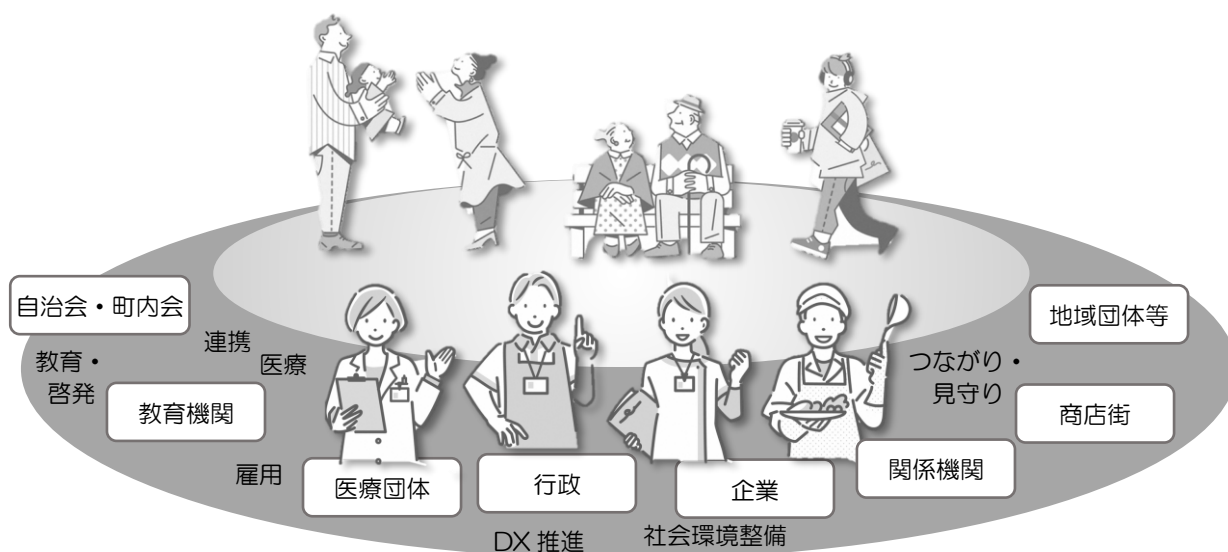 自治会・町内会
地域団体等
連携
教育・
啓発
医療
つながり・
見守り
教育機関
商店街
雇用
医療団体
行政
企業
関係機関
DX 推進
社会環境整備